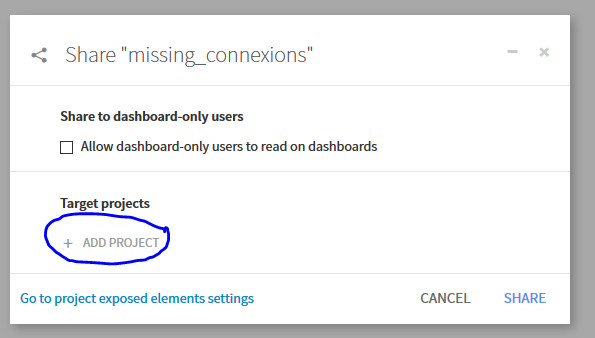 Share "missing_connexions"
Share to dashboard-only users
Allow dashboard-only users to read on dashboards
Target projects
+ ADD PROJECT
Go to project exposed elements settings
CANCEL
SHARE